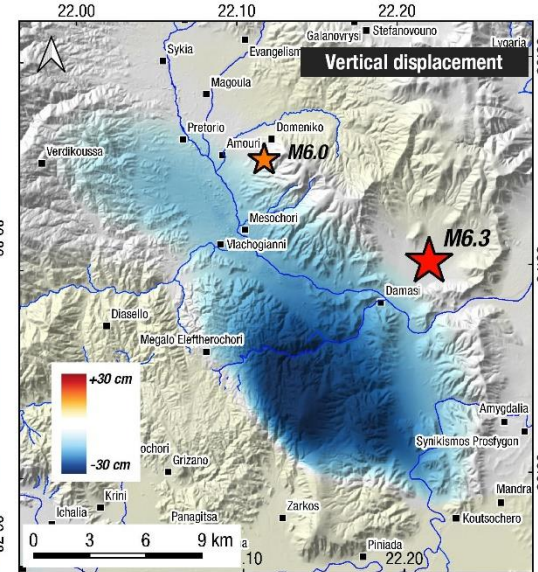 22.00
22.10
22.20
Galanovrysi
Stefanovouno
Sykia
Evangelism
Lygaria
Vertical displacement
Magoula
Pretorio
Domeniko
Amouri
M6.0
Verdikoussa
Mesochori
M6.3
Vlachogianni
Damasi
Diasello
Megalo Eleftherochori
+30 cm
-30 cm
Amygdalia
Synikismos Prosfygon
ochori
Grizano
Krini
Mandra
Ichalia
Panagitsa
Zarkos
Koutsochero
0 3 6 9 km
Piniada
.10
22.20